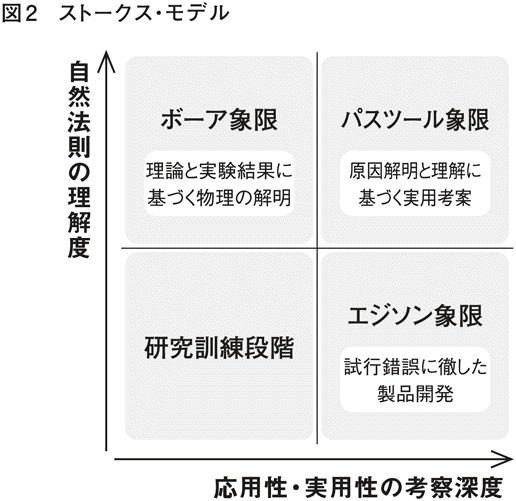 図2 ストークス・モデル
自然法則の理解度
ボーア象限
理論と実験結果に
基づく物理の解明
パスツール象限
原因解明と理解に
基づく実用考案
研究訓練段階
エジソン象限
試行錯誤に徹した
製品開発
応用性・実用性の考察深度